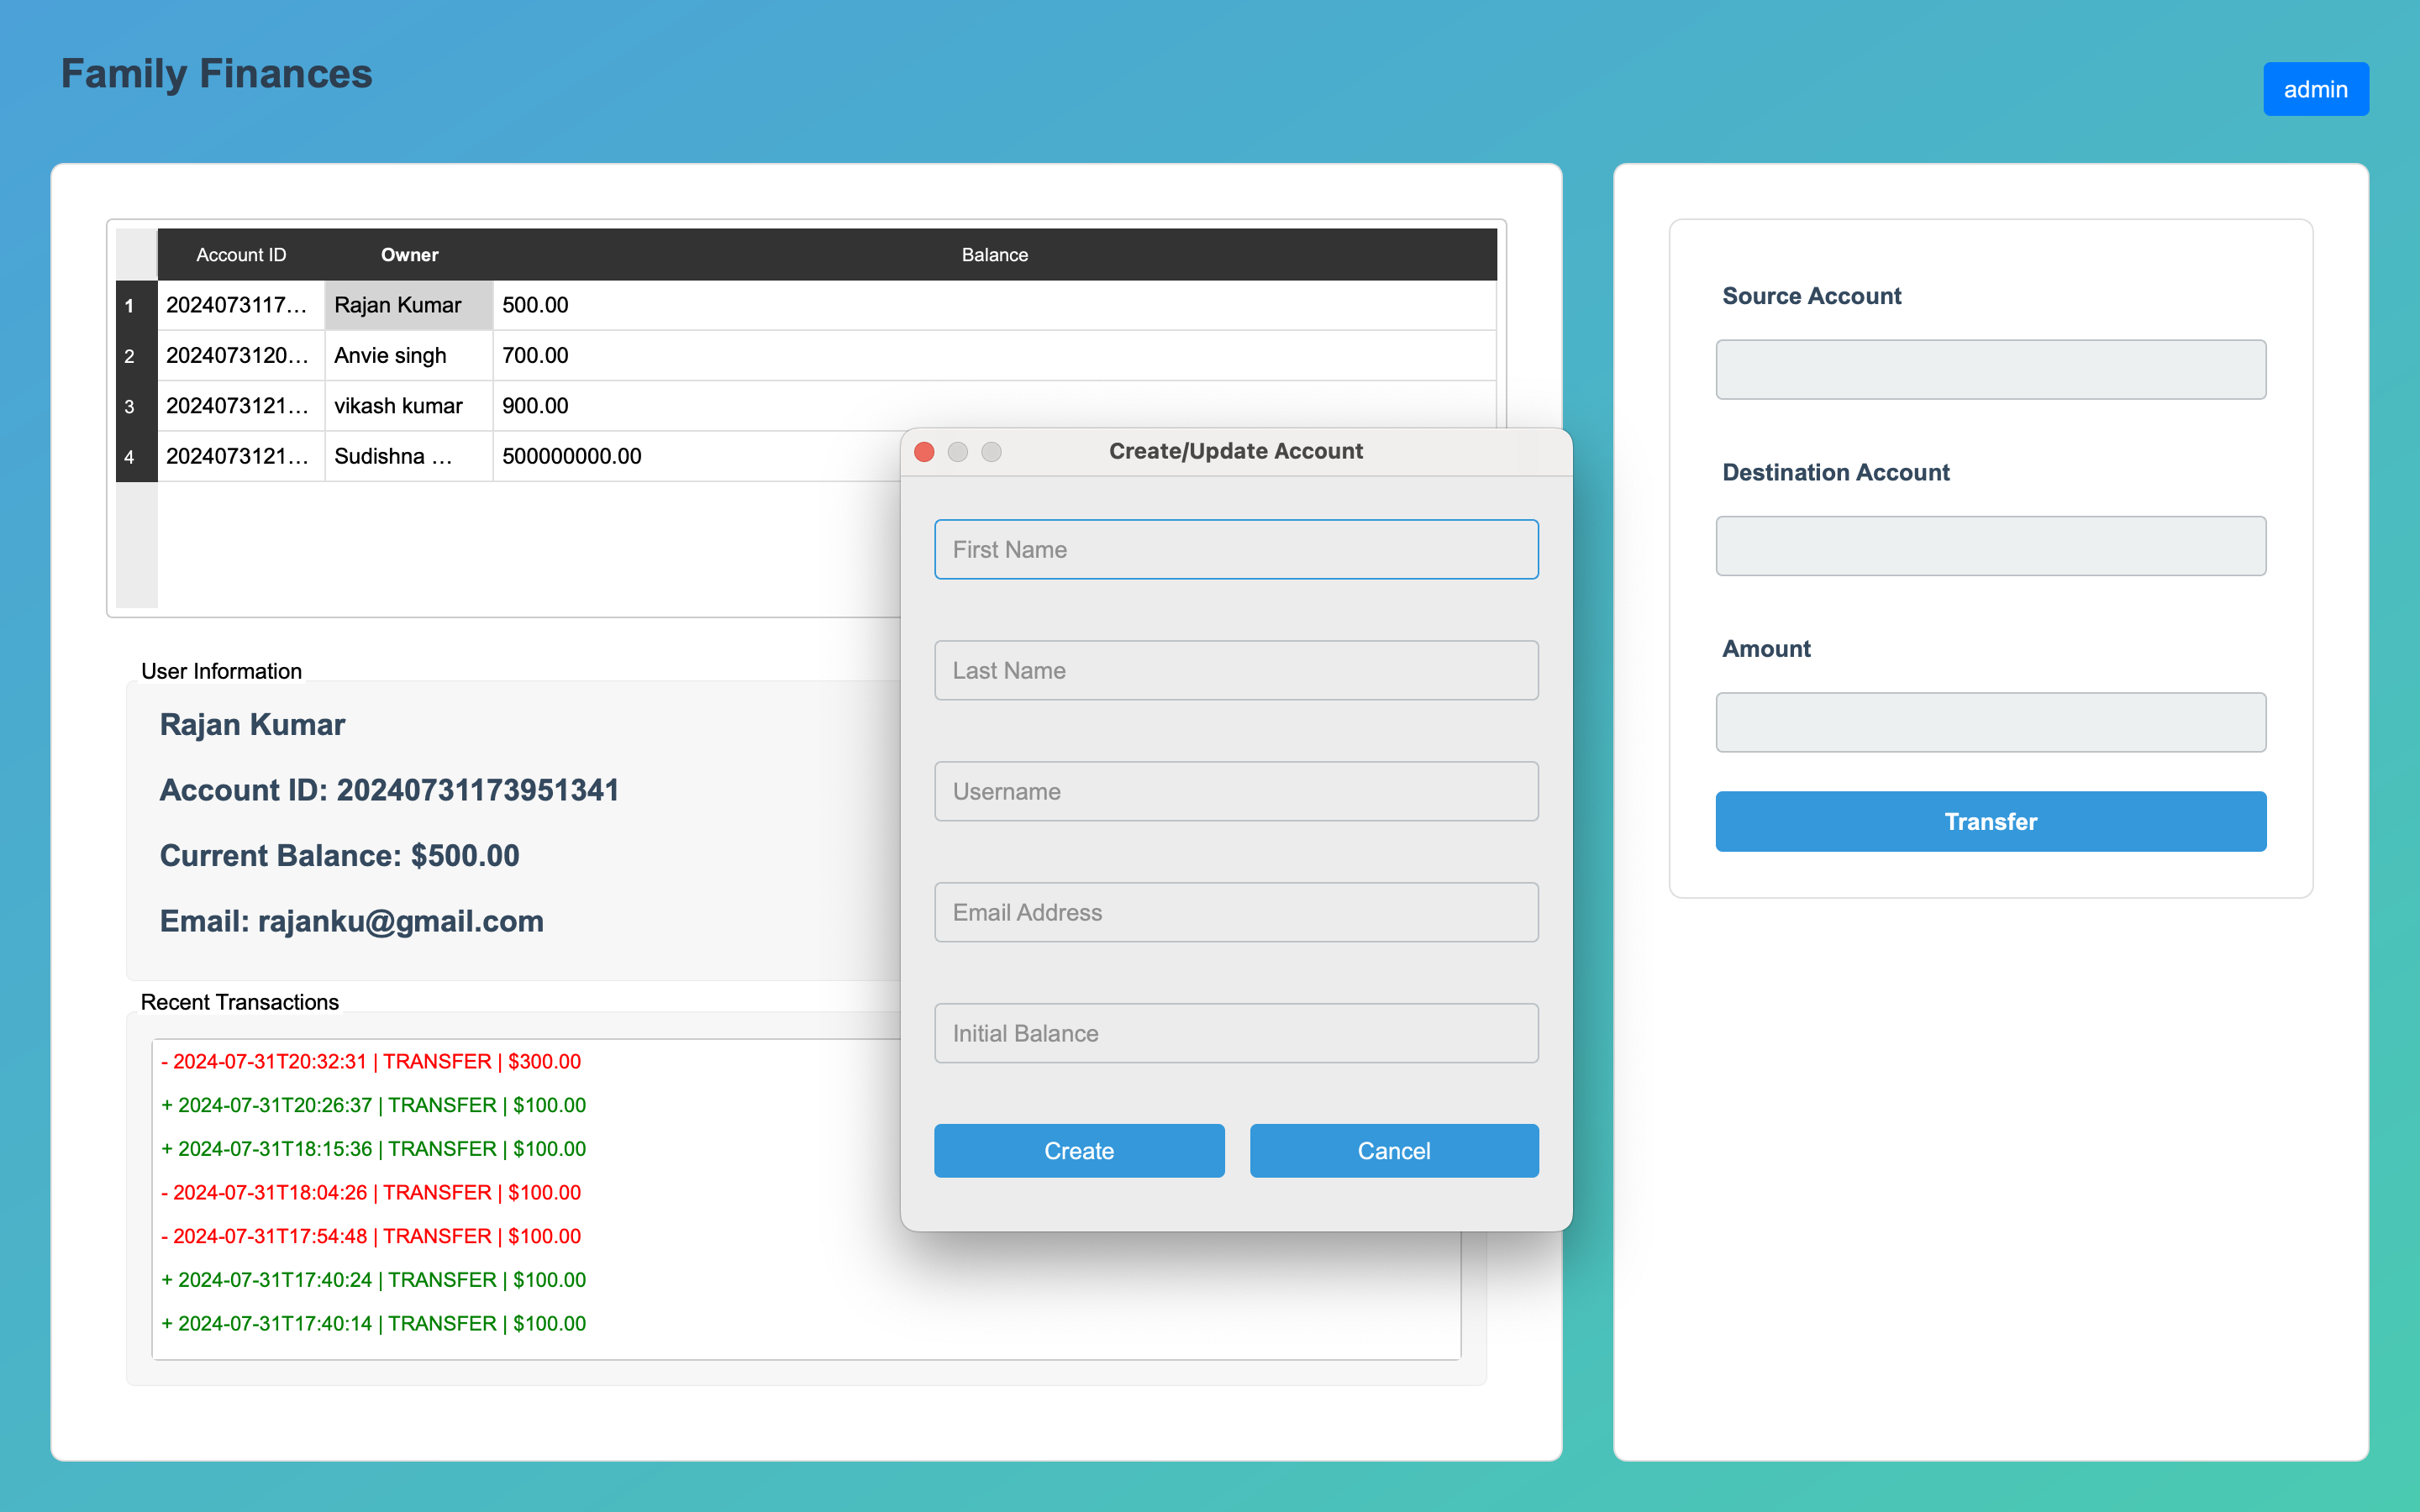 Family Finances
admin
Account ID Owner Balance
1 2024073117… Rajan Kumar 500.00
2 2024073120… Anvie singh 700.00
3 2024073121… vikash kumar 900.00
4 2024073121… Sudishna … 500000000.00
User Information
Rajan Kumar
Account ID: 20240731173951341
Current Balance: $500.00
Email: rajanku@gmail.com
Recent Transactions
- 2024-07-31T20:32:31 | TRANSFER | $300.00
+ 2024-07-31T20:26:37 | TRANSFER | $100.00
+ 2024-07-31T18:15:36 | TRANSFER | $100.00
- 2024-07-31T18:04:26 | TRANSFER | $100.00
- 2024-07-31T17:54:48 | TRANSFER | $100.00
+ 2024-07-31T17:40:24 | TRANSFER | $100.00
+ 2024-07-31T17:40:14 | TRANSFER | $100.00
Create/Update Account
First Name
Last Name
Username
Email Address
Initial Balance
Create Cancel
Source Account
Destination Account
Amount
Transfer